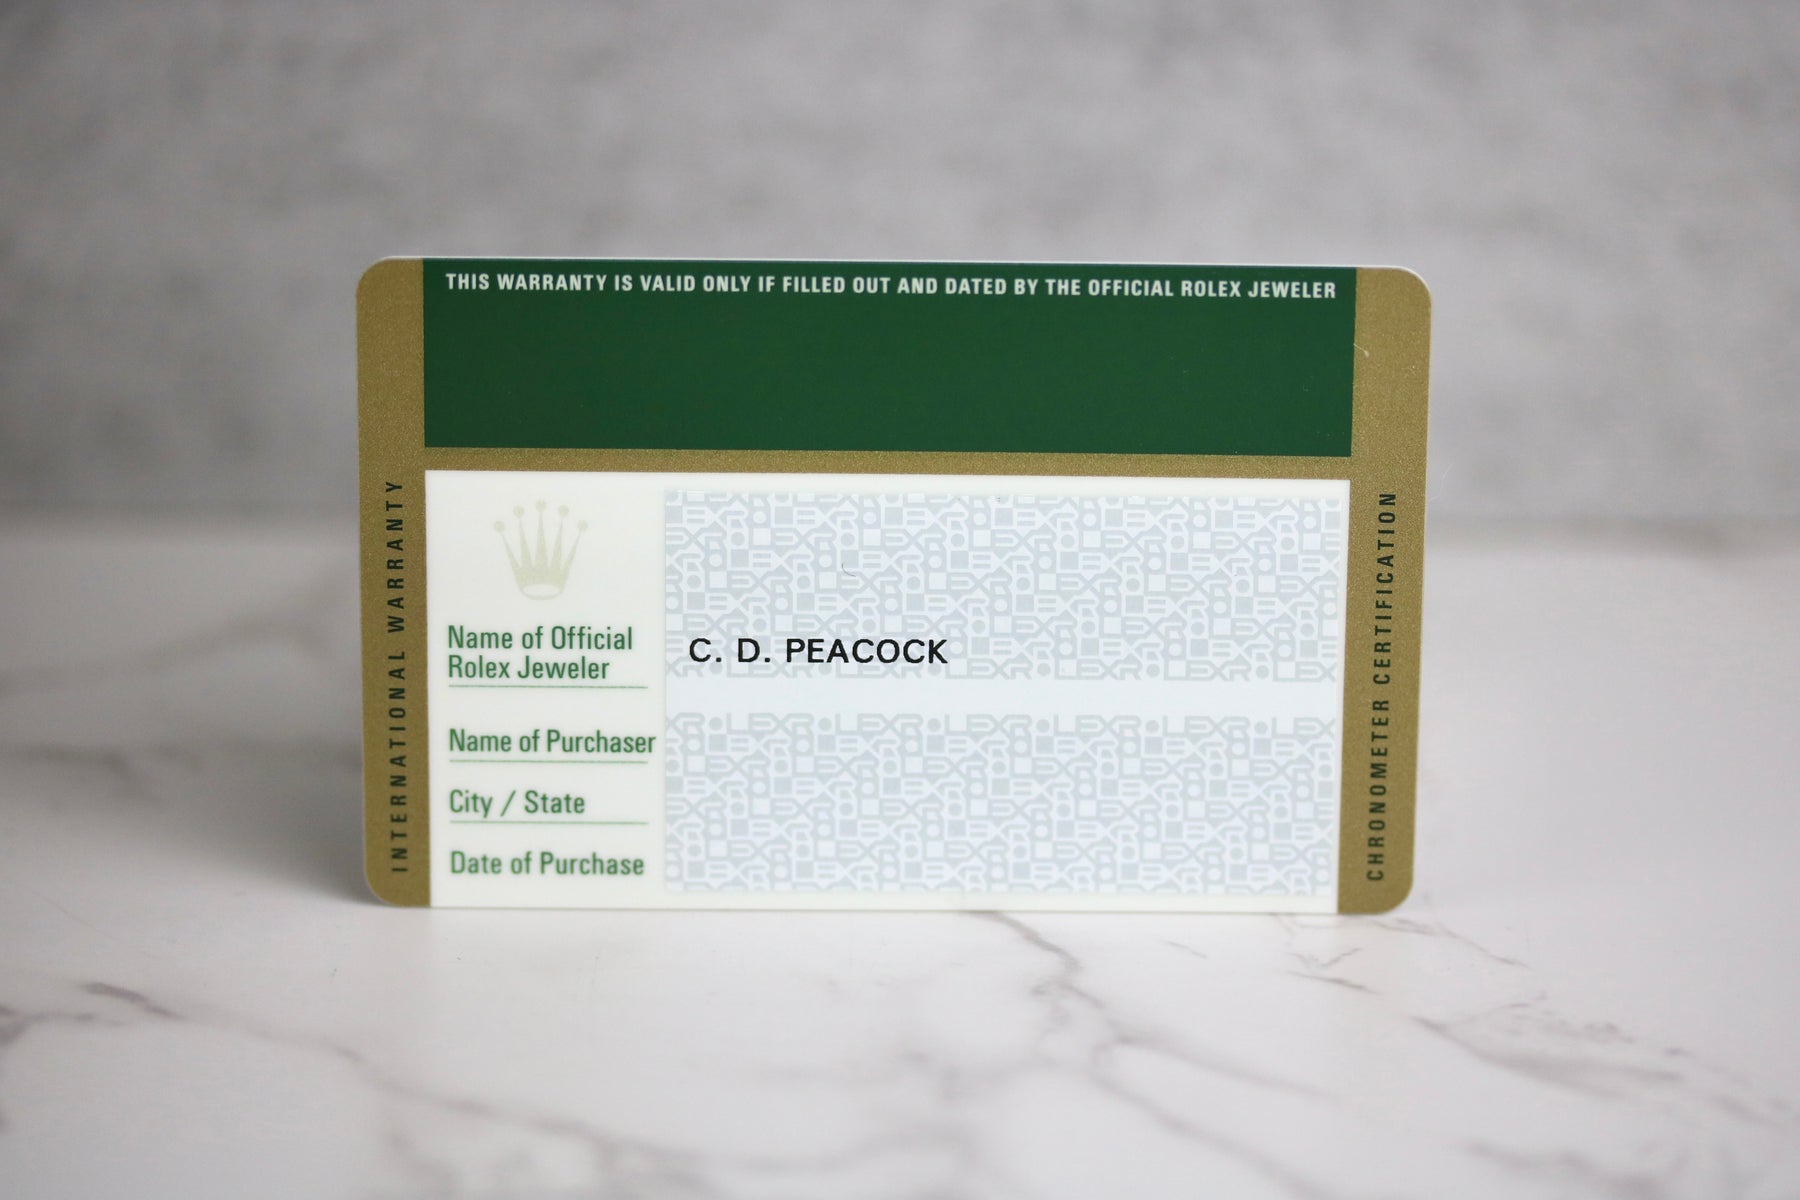 THIS WARRANTY IS VALID ONLY IF FILLED OUT AND DATED BY THE OFFICIAL ROLEX JEWELER
INTERNATIONAL WARRANTY
Name of Official
Rolex Jeweler
C. D. PEACOCK
Name of Purchaser
City / State
Date of Purchase
CHRONOMETER CERTIFICATION